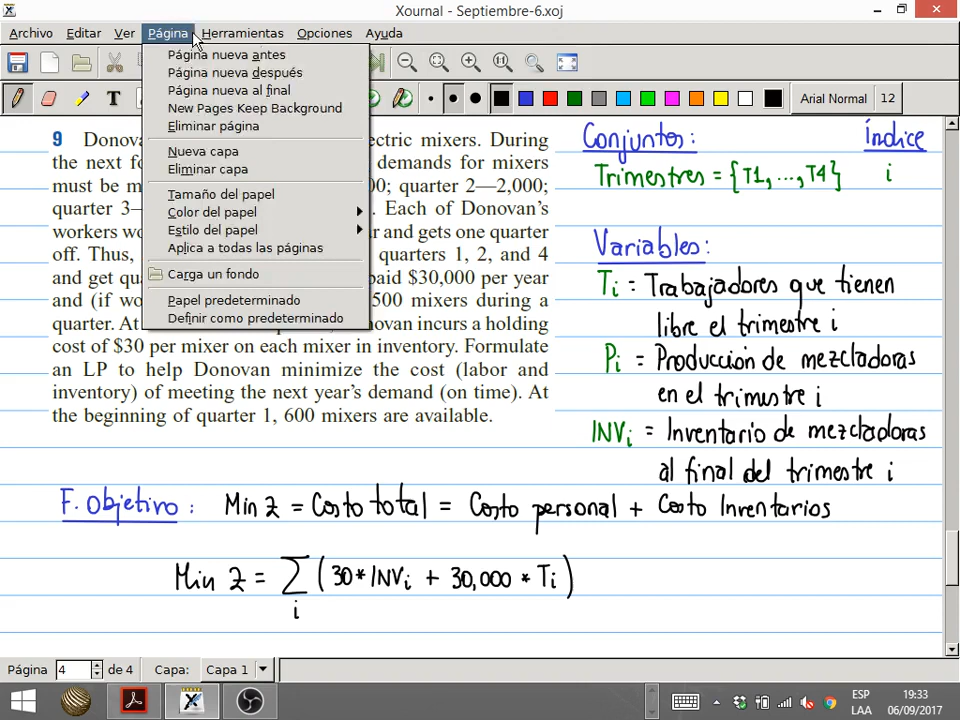 Xournal - Septiembre-6.xoj
Archivo Editar Ver Página Herramientas Opciones Ayuda
Página nueva antes
Página nueva después
Página nueva al final
New Pages Keep Background
Eliminar página
Nueva capa
Eliminar capa
Tamaño del papel
Color del papel
Estilo del papel
Aplica a todas las páginas
Carga un fondo
Papel predeterminado
Definir como predeterminado
Arial Normal 12
9 Donovan ectric mixers. During
the next fo demands for mixers
must be m 00; quarter 2—2,000;
quarter 3— . Each of Donovan's
workers wo r and gets one quarter
off. Thus, quarters 1, 2, and 4
and get qua paid $30,000 per year
and (if wo 500 mixers during a
quarter. At Donovan incurs a holding
cost of $30 per mixer on each mixer in inventory. Formulate
an LP to help Donovan minimize the cost (labor and
inventory) of meeting the next year's demand (on time). At
the beginning of quarter 1, 600 mixers are available.
Conjuntos: Índice
Trimestres = {T1,...,T4} i
Variables:
Ti = Trabajadores que tienen
libre el trimestre i
Pi = Producción de mezcladoras
en el trimestre i
INVi = Inventario de mezcladoras
al final del trimestre i
F. Objetivo: Min Z = Costo total = Costo personal + Costo Inventarios
Min Z = ∑ (30*INVi + 30,000 * Ti)
i
Página 4 de 4 Capa: Capa 1
ESP 19:33
LAA 06/09/2017